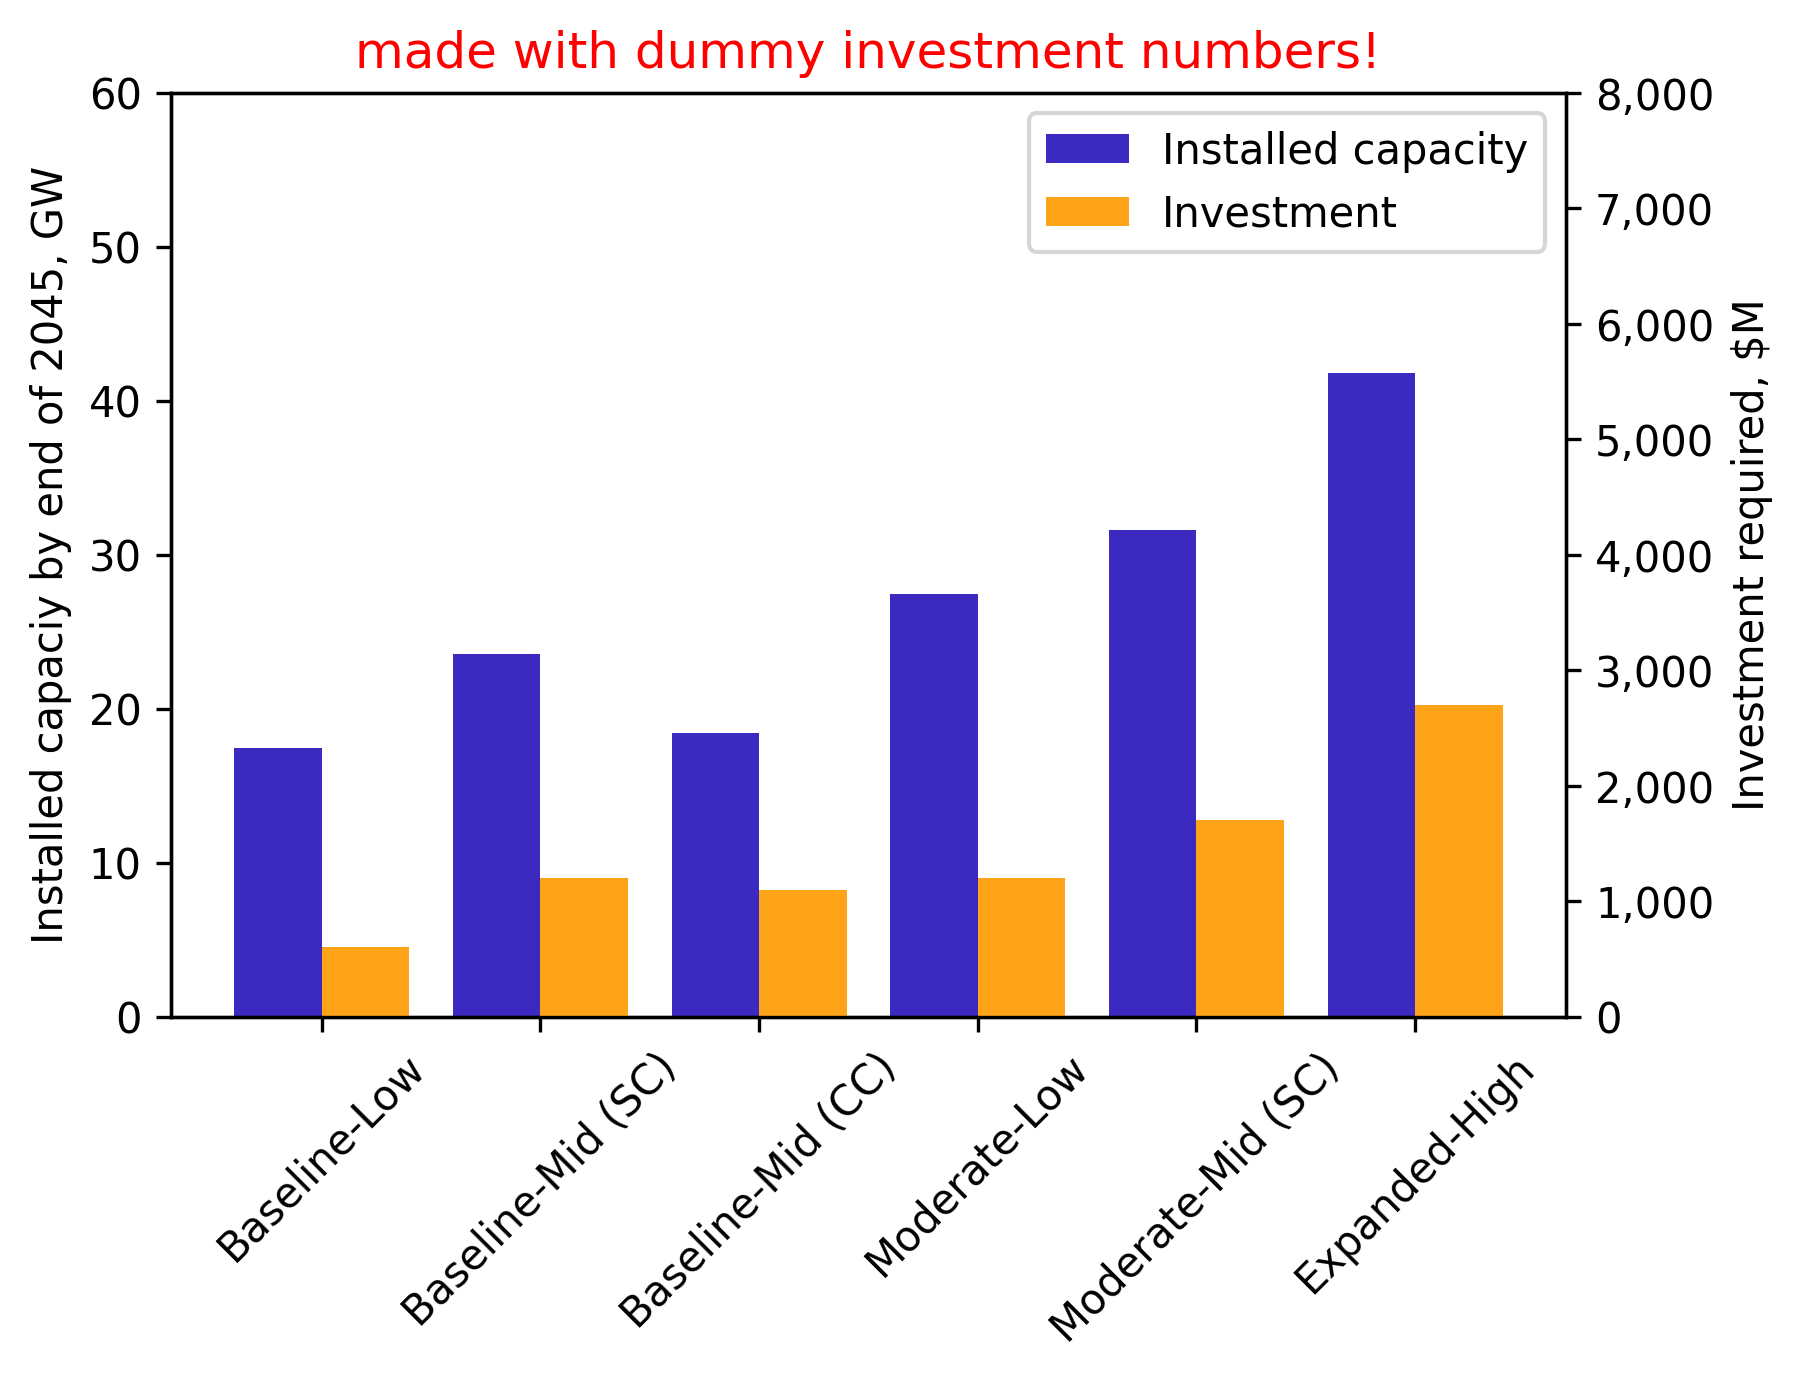 made with dummy investment numbers!
Installed capaciy by end of 2045, GW
60
50
40
30
20
10
0
Installed capacity
Investment
8,000
7,000
6,000
5,000
4,000
3,000
2,000
1,000
0
Investment required, $M
Baseline-Low
Baseline-Mid (SC)
Baseline-Mid (CC)
Moderate-Low
Moderate-Mid (SC)
Expanded-High